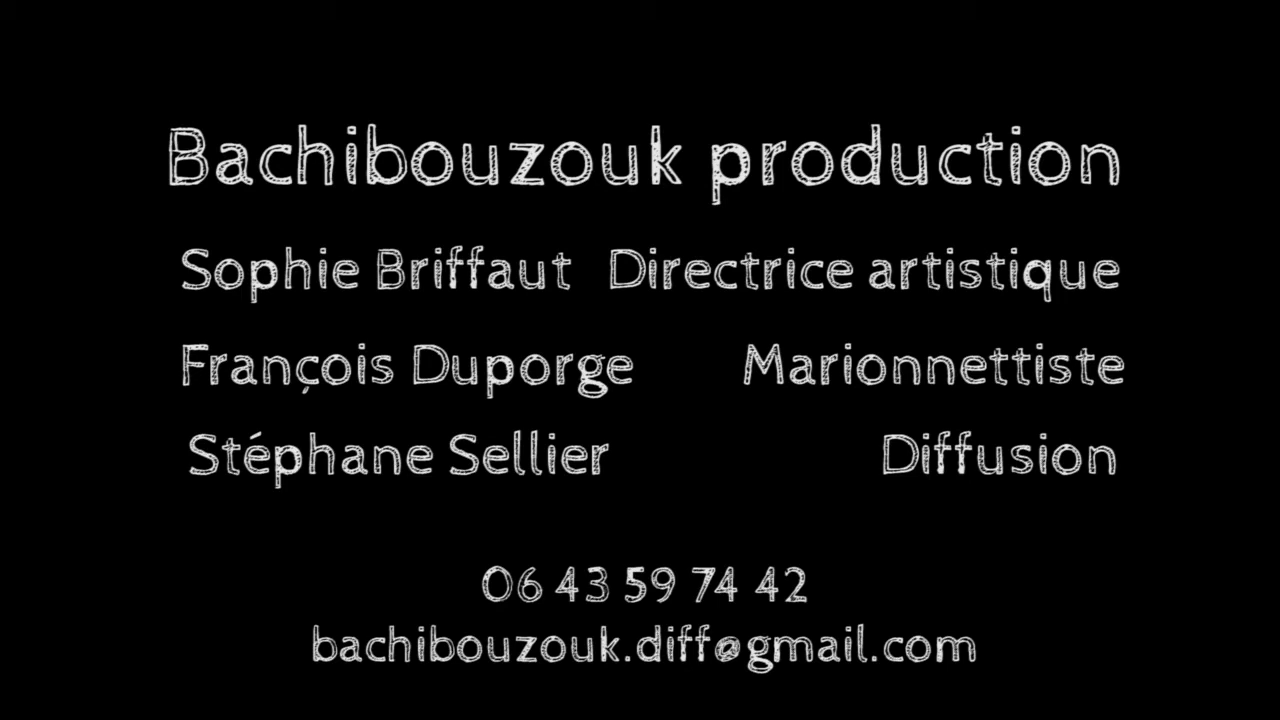 Bachibouzouk production
Sophie Briffaut Directrice artistique
François Duporge Marionnettiste
Stéphane Sellier Diffusion
06 43 59 74 42
bachibouzouk.diff@gmail.com